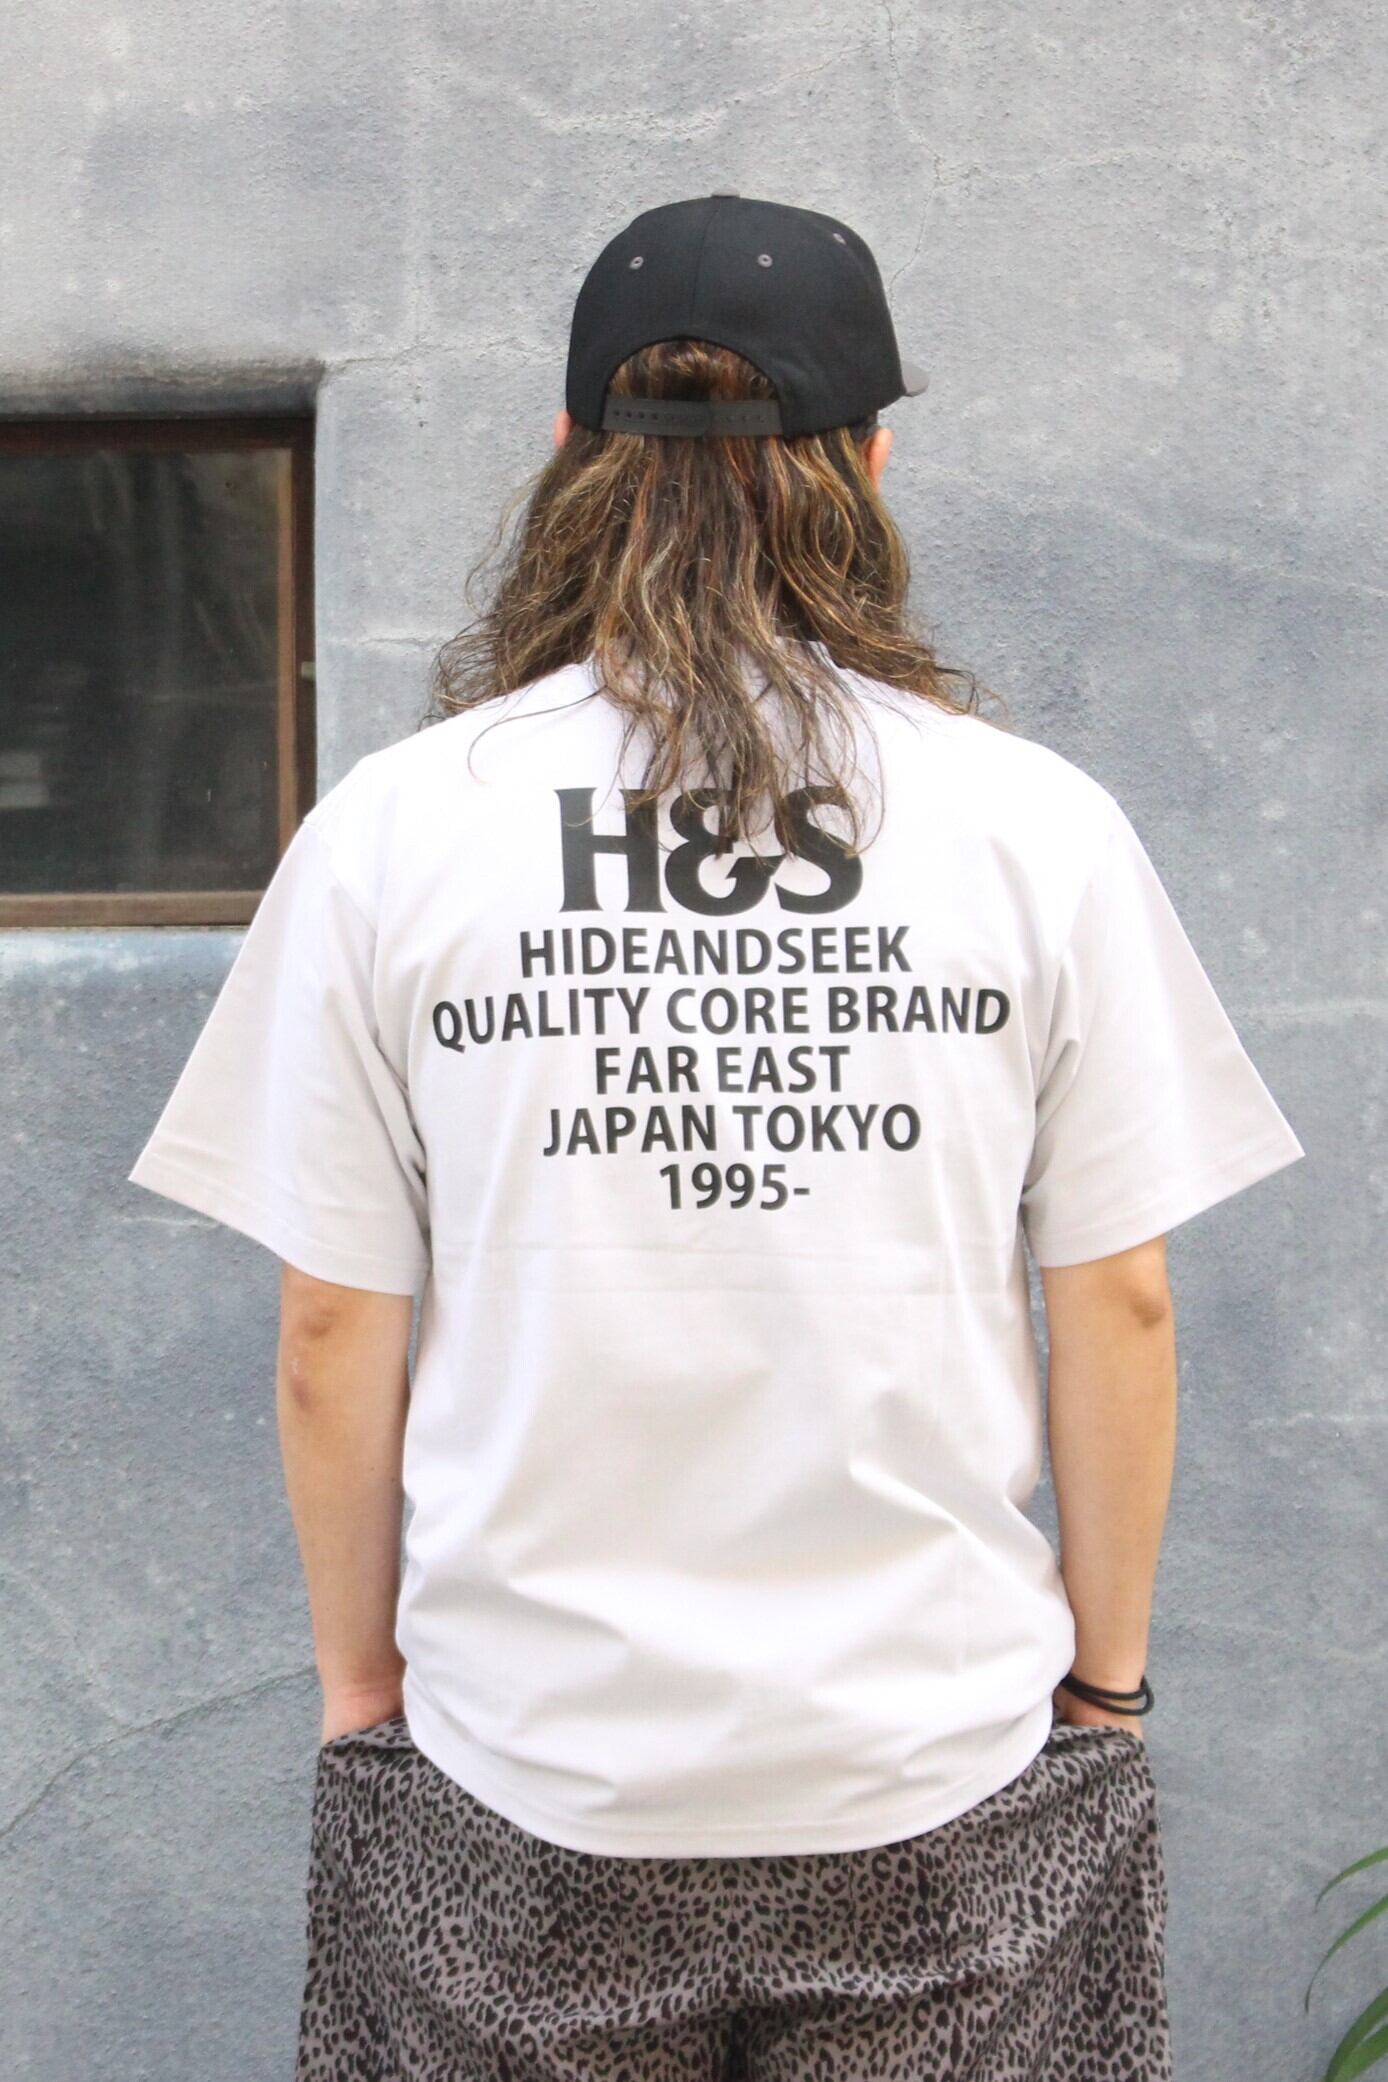 H&S
HIDEANDSEEK
QUALITY CORE BRAND
FAR EAST
JAPAN TOKYO
1995-